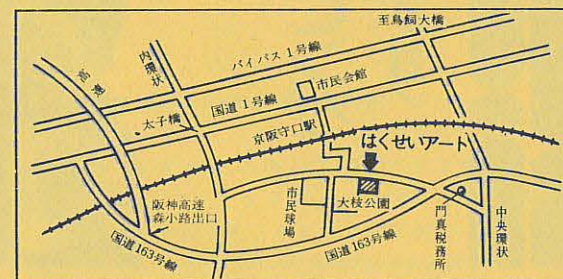 至鳥飼大橋
内環状
バイパス1号線
高速
市民会館
国道1号線
太子橋
京阪守口駅
はくせいアート
阪神高速
森小路出口
市民球場
大枝公園
門真税務所
中央環状
国道163号線
国道163号線